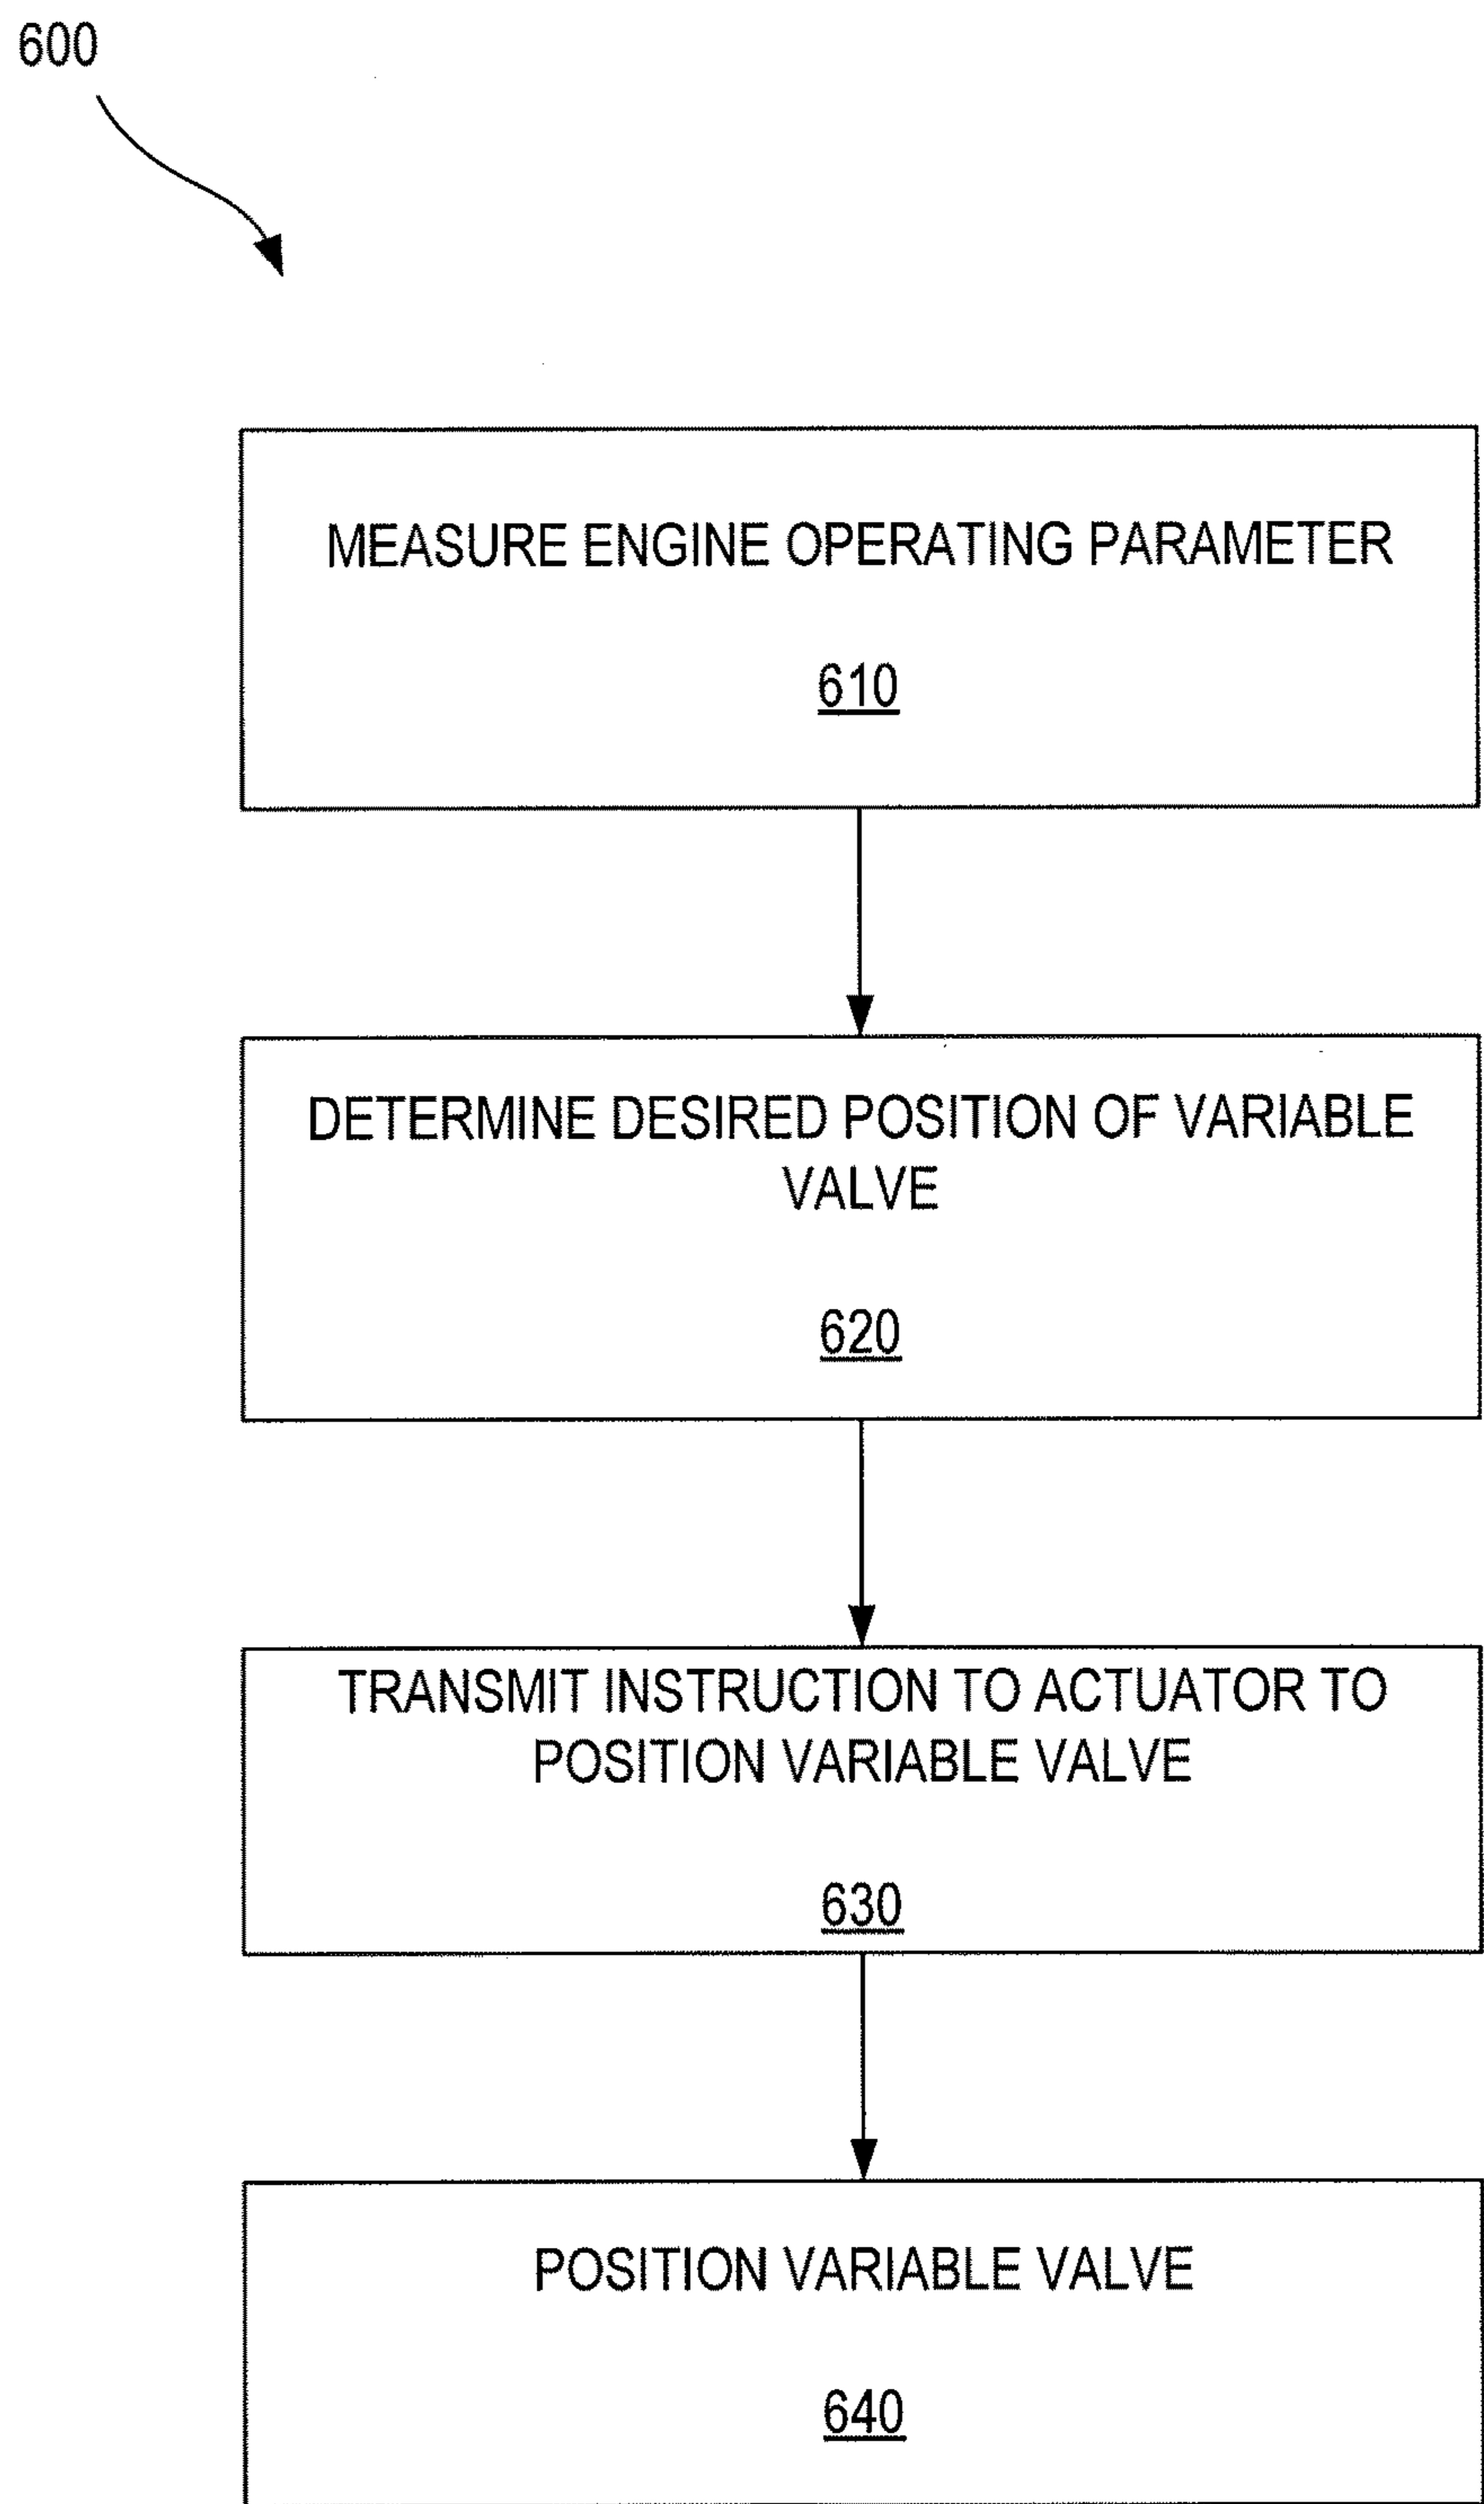 600
MEASURE ENGINE OPERATING PARAMETER
610
DETERMINE DESIRED POSITION OF VARIABLE
VALVE
620
TRANSMIT INSTRUCTION TO ACTUATOR TO
POSITION VARIABLE VALVE
630
POSITION VARIABLE VALVE
640